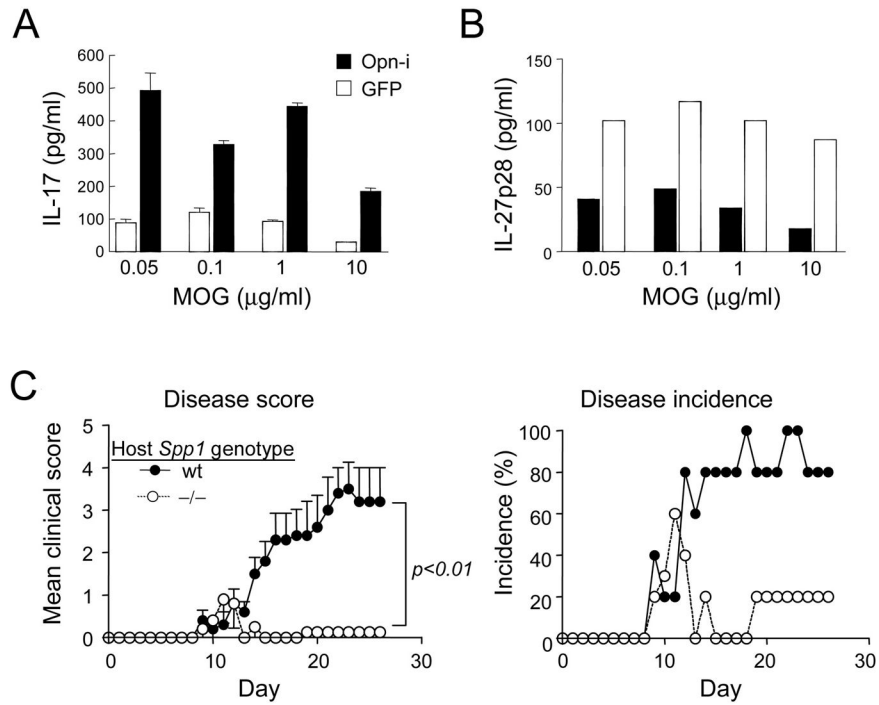 A
IL-17 (pg/ml)
600
500
400
300
200
100
0
Opn-i
GFP
0.05 0.1 1 10
MOG (μg/ml)
B
IL-27p28 (pg/ml)
150
100
50
0
0.05 0.1 1 10
MOG (μg/ml)
C
Disease score
Mean clinical score
5
4
3
2
1
0
Host Spp1 genotype
wt
–/–
p<0.01
0 10 20 30
Day
Disease incidence
Incidence (%)
100
80
60
40
20
0
0 10 20 30
Day